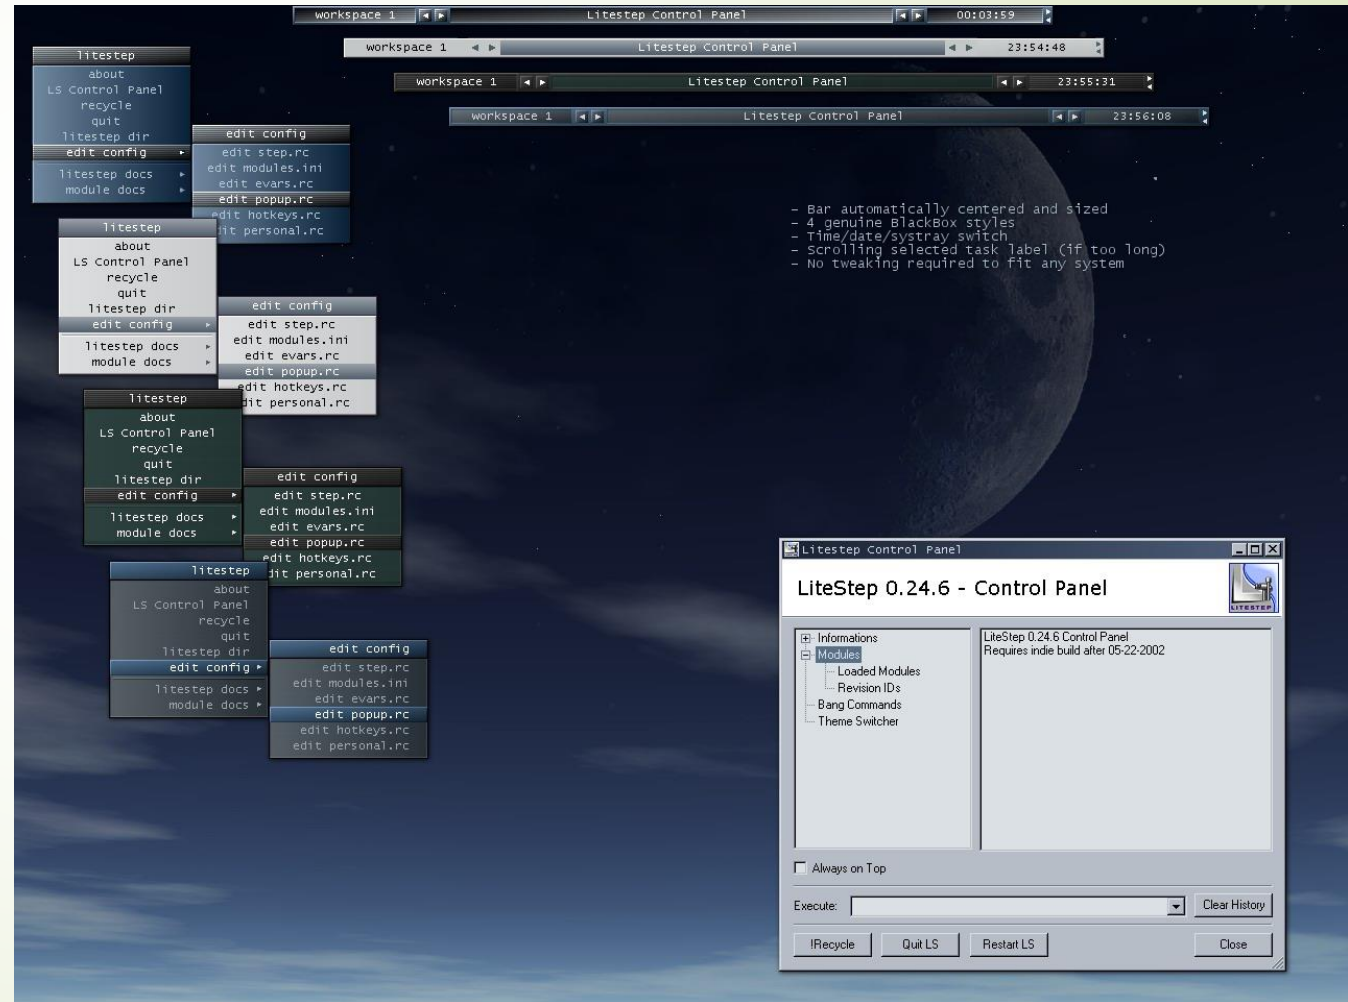 workspace 1 Litestep Control Panel 00:03:59
workspace 1 Litestep Control Panel 23:54:48
workspace 1 Litestep Control Panel 23:55:31
workspace 1 Litestep Control Panel 23:56:08
litestep
about
LS Control Panel
recycle
quit
litestep dir
edit config
litestep docs
module docs
edit config
edit step.rc
edit modules.ini
edit evars.rc
edit popup.rc
edit hotkeys.rc
edit personal.rc
litestep
about
LS Control Panel
recycle
quit
litestep dir
edit config
litestep docs
module docs
edit config
edit step.rc
edit modules.ini
edit evars.rc
edit popup.rc
edit hotkeys.rc
edit personal.rc
litestep
about
LS Control Panel
recycle
quit
litestep dir
edit config
litestep docs
module docs
edit config
edit step.rc
edit modules.ini
edit evars.rc
edit popup.rc
edit hotkeys.rc
edit personal.rc
litestep
about
LS Control Panel
recycle
quit
litestep dir
edit config
litestep docs
module docs
edit config
edit step.rc
edit modules.ini
edit evars.rc
edit popup.rc
edit hotkeys.rc
edit personal.rc
- Bar automatically centered and sized
- 4 genuine BlackBox styles
- Time/date/systray switch
- Scrolling selected task label (if too long)
- No tweaking required to fit any system
Litestep Control Panel
LiteStep 0.24.6 - Control Panel
LITESTEP
Informations
Modules
Loaded Modules
Revision IDs
Bang Commands
Theme Switcher
LiteStep 0.24.6 Control Panel
Requires indie build after 05-22-2002
Always on Top
Execute:
Clear History
!Recycle
Quit LS
Restart LS
Close